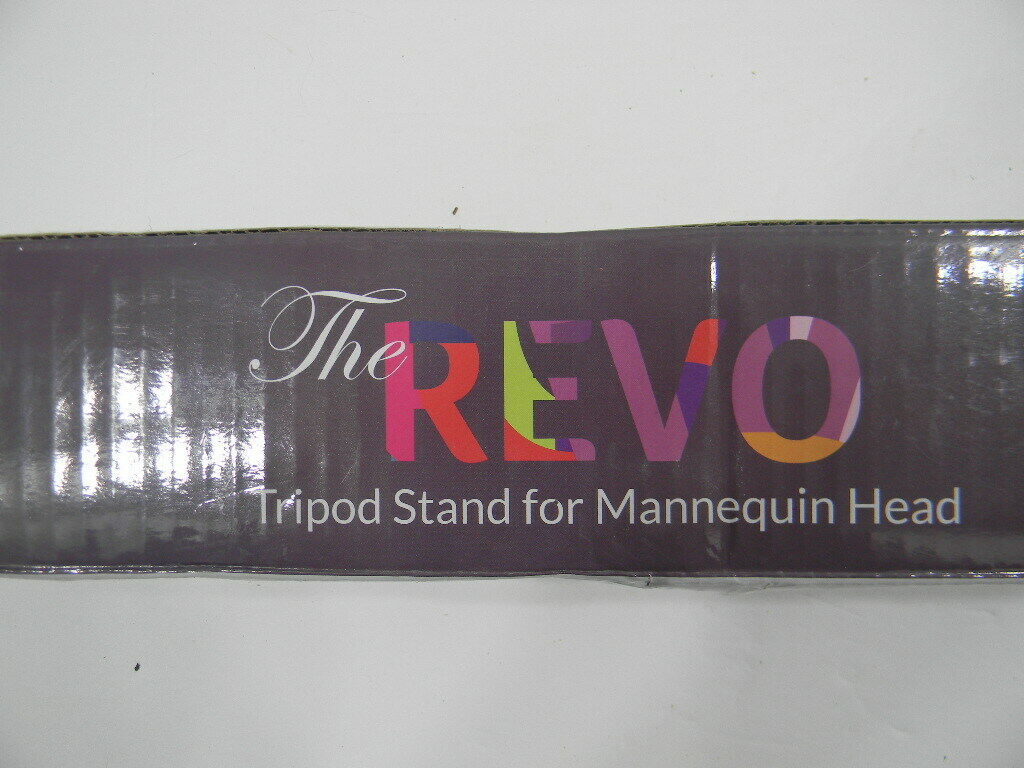 The REVO
Tripod Stand for Mannequin Head